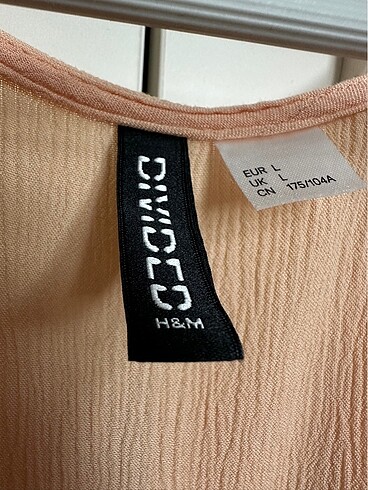 DIVIDED
H&M
EUR L
UK L
CN 175/104A